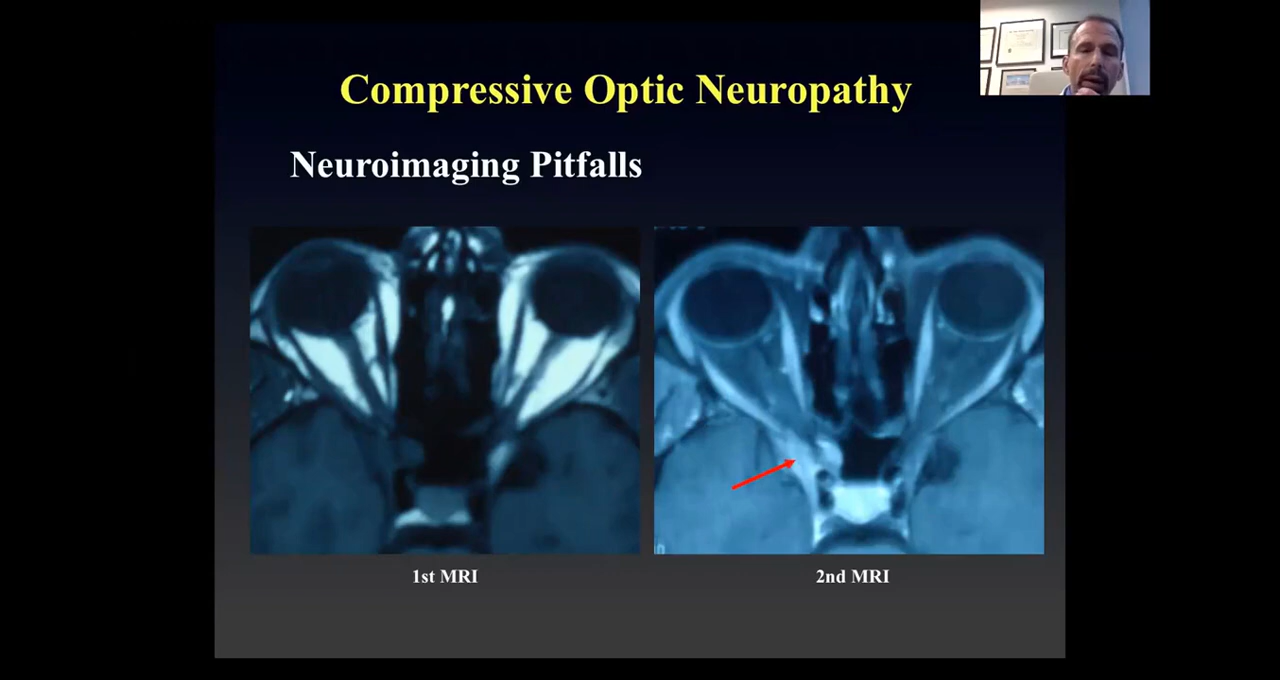 Compressive Optic Neuropathy
Neuroimaging Pitfalls
1st MRI
2nd MRI